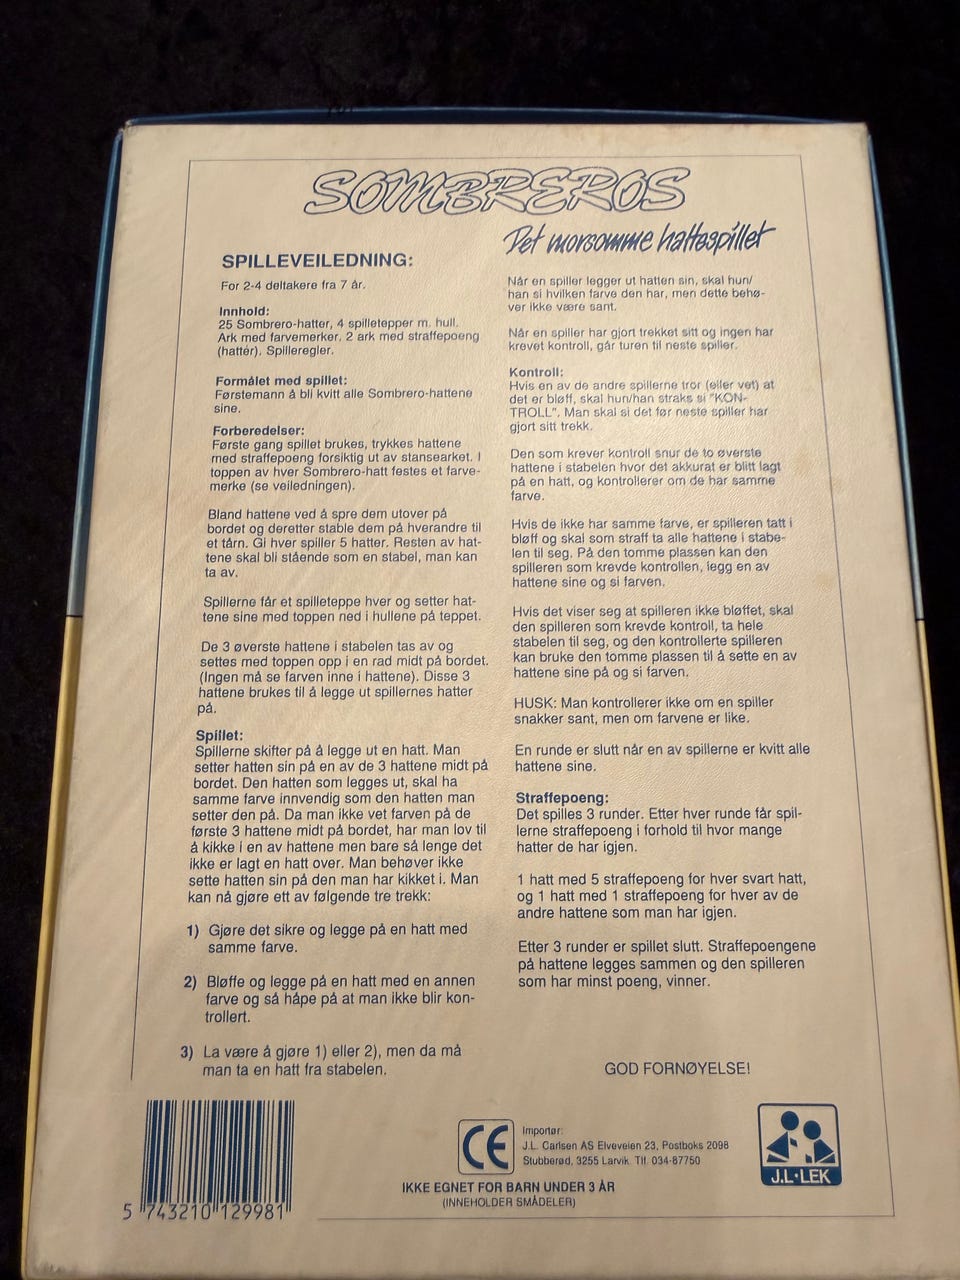 SOMBREROS
Det morsomme hattespillet
SPILLEVEILEDNING:
For 2-4 deltakere fra 7 år.
Innhold:
25 Sombrero-hatter, 4 spilletepper m. hull.
Ark med farvemerker. 2 ark med straffepoeng
(hatter). Spilleregler.
Formålet med spillet:
Førstemann å bli kvitt alle Sombrero-hattene
sine.
Forberedelser:
Første gang spillet brukes, trykkes hattene
med straffepoeng forsiktig ut av stansearket. I
toppen av hver Sombrero-hatt festes et farve-
merke (se veiledningen).
Bland hattene ved å spre dem utover på
bordet og deretter stable dem på hverandre til
et tårn. Gi hver spiller 5 hatter. Resten av hat-
tene skal bli stående som en stabel, man kan
ta av.
Spillerne får et spilleteppe hver og setter hat-
tene sine med toppen ned i hullene på teppet.
De 3 øverste hattene i stabelen tas av og
settes med toppen opp i en rad midt på bordet.
(Ingen må se farven inne i hattene). Disse 3
hattene brukes til å legge ut spillernes hatter
på.
Spillet:
Spillerne skifter på å legge ut en hatt. Man
setter hatten sin på en av de 3 hattene midt på
bordet. Den hatten som legges ut, skal ha
samme farve innvendig som den hatten man
setter den på. Da man ikke vet farven på de
første 3 hattene midt på bordet, har man lov til
å kikke i en av hattene men bare så lenge det
ikke er lagt en hatt over. Man behøver ikke
sette hatten sin på den man har kikket i. Man
kan nå gjøre ett av følgende tre trekk:
1) Gjøre det sikre og legge på en hatt med
samme farve.
2) Bløffe og legge på en hatt med en annen
farve og så håpe på at man ikke blir kon-
trollert.
3) La være å gjøre 1) eller 2), men da må
man ta en hatt fra stabelen.
Når en spiller legger ut hatten sin, skal hun/
han si hvilken farve den har, men dette behø-
ver ikke være sant.
Når en spiller har gjort trekket sitt og ingen har
krevet kontroll, går turen til neste spiller.
Kontroll:
Hvis en av de andre spillerne tror (eller vet) at
det er bløff, skal hun/han straks si "KON-
TROLL". Man skal si det før neste spiller har
gjort sitt trekk.
Den som krever kontroll snur de to øverste
hattene i stabelen hvor det akkurat er blitt lagt
på en hatt, og kontrollerer om de har samme
farve.
Hvis de ikke har samme farve, er spilleren tatt i
bløff og skal som straff ta alle hattene i stabe-
len til seg. På den tomme plassen kan den
spilleren som krevde kontrollen, legg en av
hattene sine og si farven.
Hvis det viser seg at spilleren ikke bløffet, skal
den spilleren som krevde kontroll, ta hele
stabelen til seg, og den kontrollerte spilleren
kan bruke den tomme plassen til å sette en av
hattene sine på og si farven.
HUSK: Man kontrollerer ikke om en spiller
snakker sant, men om farvene er like.
En runde er slutt når en av spillerne er kvitt alle
hattene sine.
Straffepoeng:
Det spilles 3 runder. Etter hver runde får spil-
lerne straffepoeng i forhold til hvor mange
hatter de har igjen.
1 hatt med 5 straffepoeng for hver svart hatt,
og 1 hatt med 1 straffepoeng for hver av de
andre hattene som man har igjen.
Etter 3 runder er spillet slutt. Straffepoengene
på hattene legges sammen og den spilleren
som har minst poeng, vinner.
GOD FORNØYELSE!
CE
Importør:
J.L. Carlsen AS Elveveien 23, Postboks 2098
Stubberød, 3255 Larvik. Tlf. 034-87750
J.L·LEK
IKKE EGNET FOR BARN UNDER 3 ÅR
(INNEHOLDER SMÅDELER)
5 743210 129981